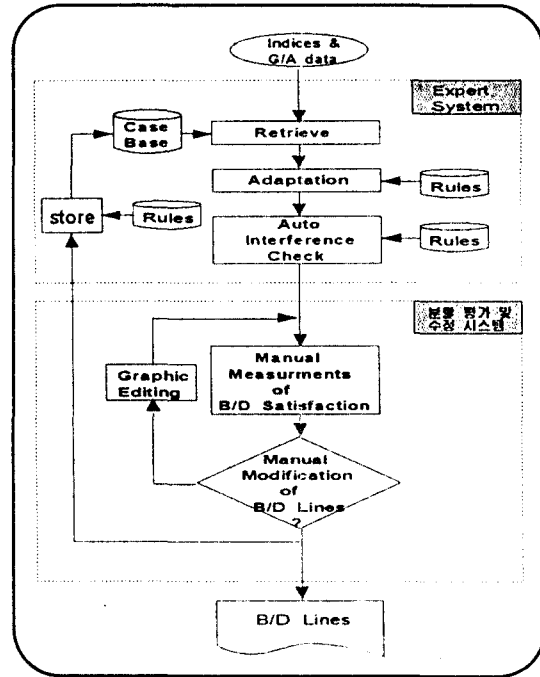 Indices &
G/A data
Expert
System
Case
Base
Retrieve
Adaptation
Rules
store
Rules
Auto
Interference
Check
Rules
분할 평가 및
수정 시스템
Manual
Measurments
of
B/D Satisfaction
Graphic
Editing
Manual
Modification
of
B/D Lines
?
B/D Lines